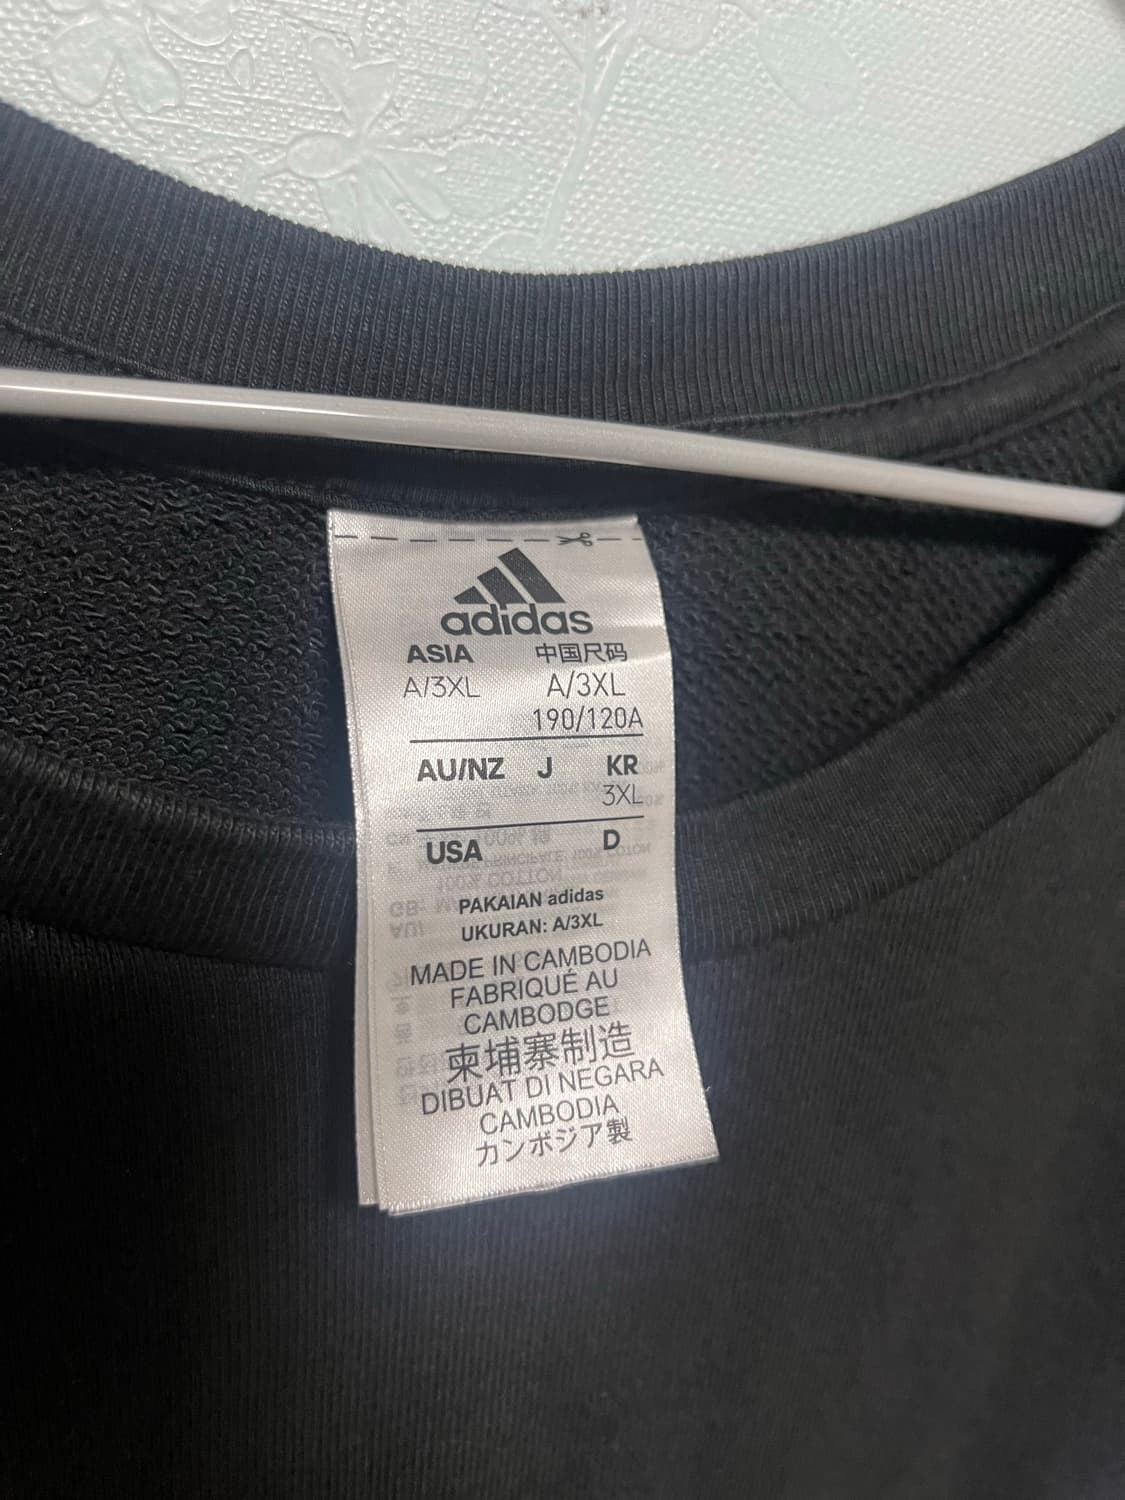 adidas
ASIA 中国尺码
A/3XL A/3XL
190/120A
AU/NZ J KR
3XL
USA D
PAKAIAN adidas
UKURAN: A/3XL
MADE IN CAMBODIA
FABRIQUÉ AU
CAMBODGE
柬埔寨制造
DIBUAT DI NEGARA
CAMBODIA
カンボジア製